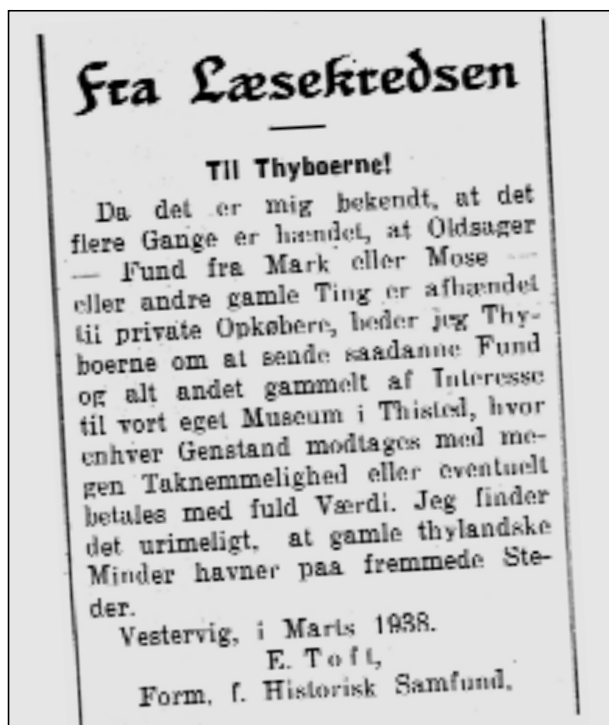 Fra Læsekredsen
Til Thyboerne!
Da det er mig bekendt, at det
flere Gange er hændet, at Oldsager
— Fund fra Mark eller Mose —
eller andre gamle Ting er afhændet
til private Opkøbere, beder jeg Thy-
boerne om at sende saadanne Fund
og alt andet gammelt af Interesse
til vort eget Museum i Thisted, hvor
enhver Genstand modtages med me-
gen Taknemmelighed eller eventuelt
betales med fuld Værdi. Jeg finder
det urimeligt, at gamle thylandske
Minder havner paa fremmede Ste-
der.
Vestervig, i Marts 1938.
E. Toft,
Form. f. Historisk Samfund.